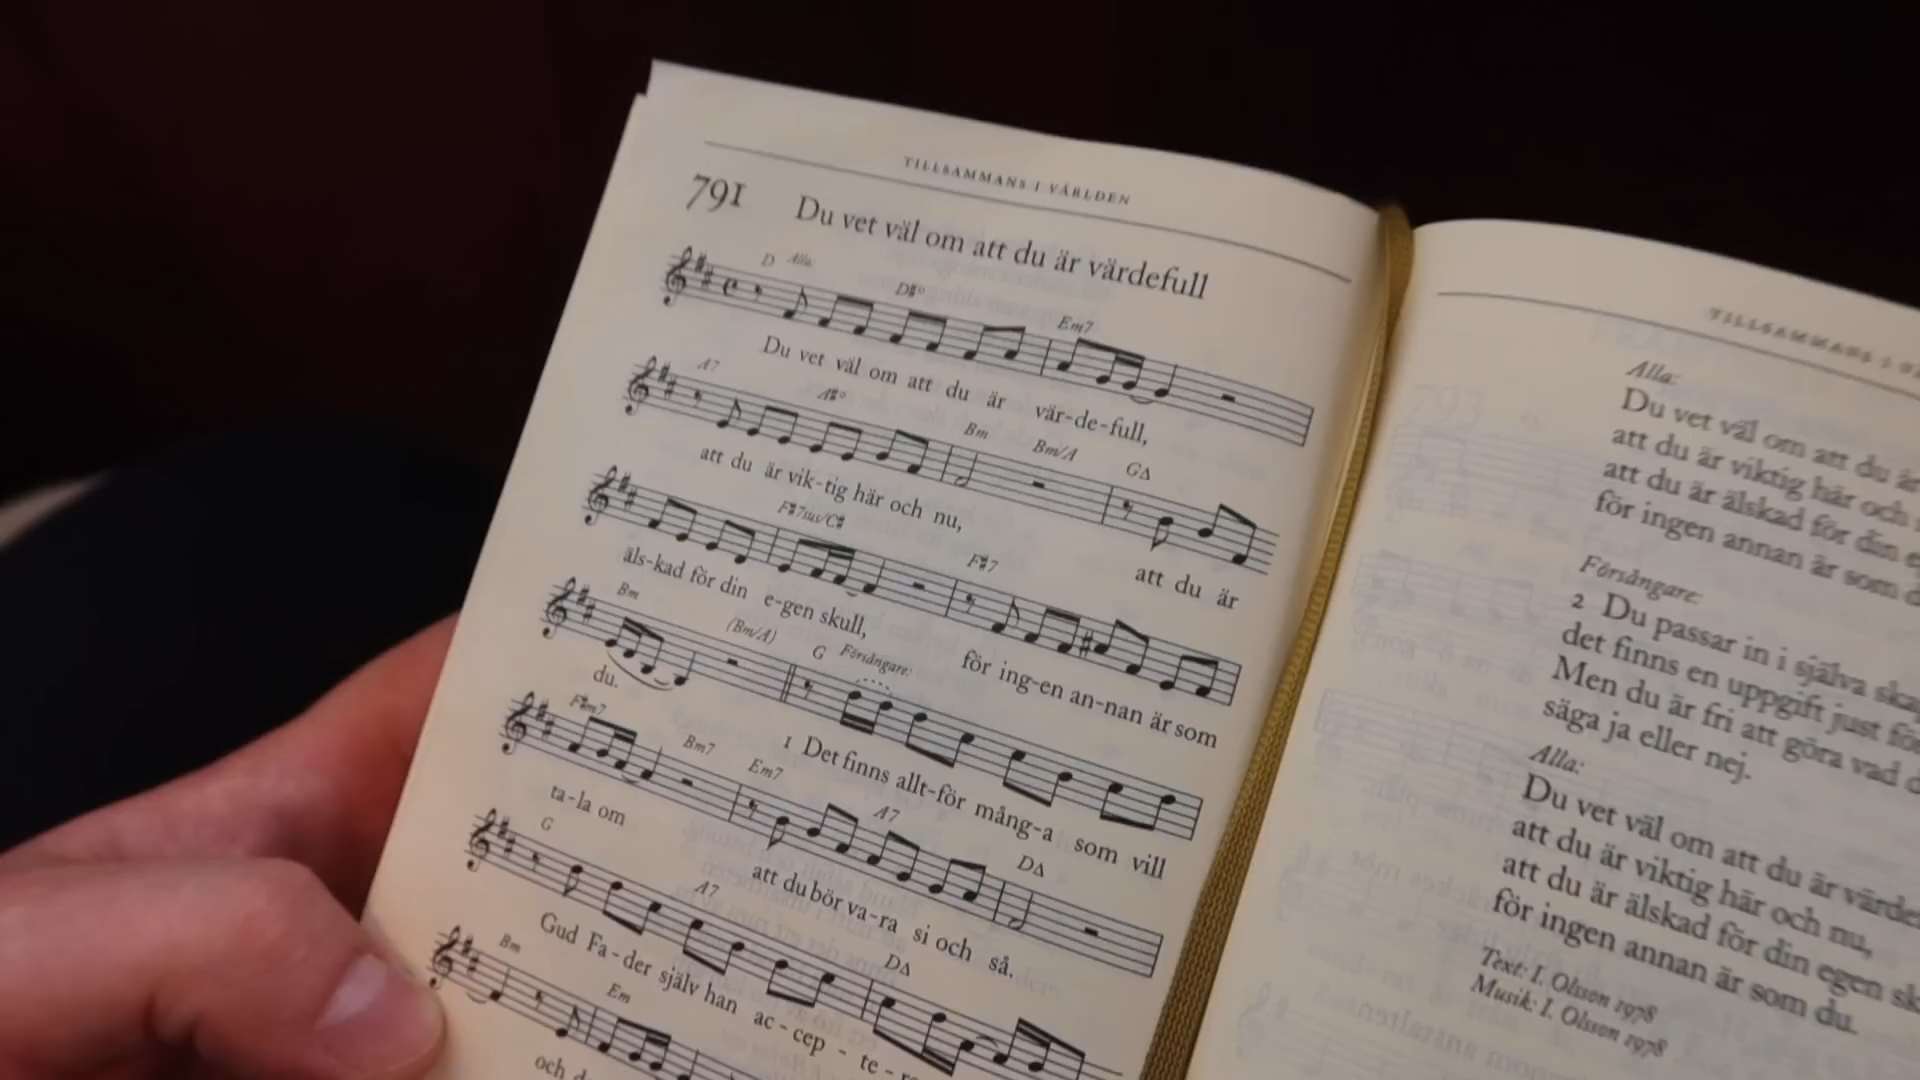 TILLSAMMANS I VÄRLDEN
791 Du vet väl om att du är värdefull
D Alla: D#° Em7
Du vet väl om att du är vär-de-full,
A7 A#° Bm Bm/A G∆
att du är vik-tig här och nu, att du är
F#7sus/C# F#7
äls-kad för din e-gen skull, för ing-en an-nan är som
Bm (Bm/A) G Försångare:
du. 1 Det finns allt-för mång-a som vill
F#m7 Bm7 Em7 A7 D∆
ta-la om att du bör va-ra si och så.
G A7 D∆
Gud Fa-der själv han ac-cep-te-
Bm Em
och
TILLSAMMANS I
Alla:
Du vet väl om att du är
att du är viktig här och
att du är älskad för din
för ingen annan är som
Försångare:
2 Du passar in i själva
det finns en uppgift just
Men du är fri att göra vad
säga ja eller nej.
Alla:
Du vet väl om att du är
att du är viktig här och nu,
att du är älskad för din egen
för ingen annan är som du.
Text: I. Olsson 1978
Musik: I. Olsson 1978